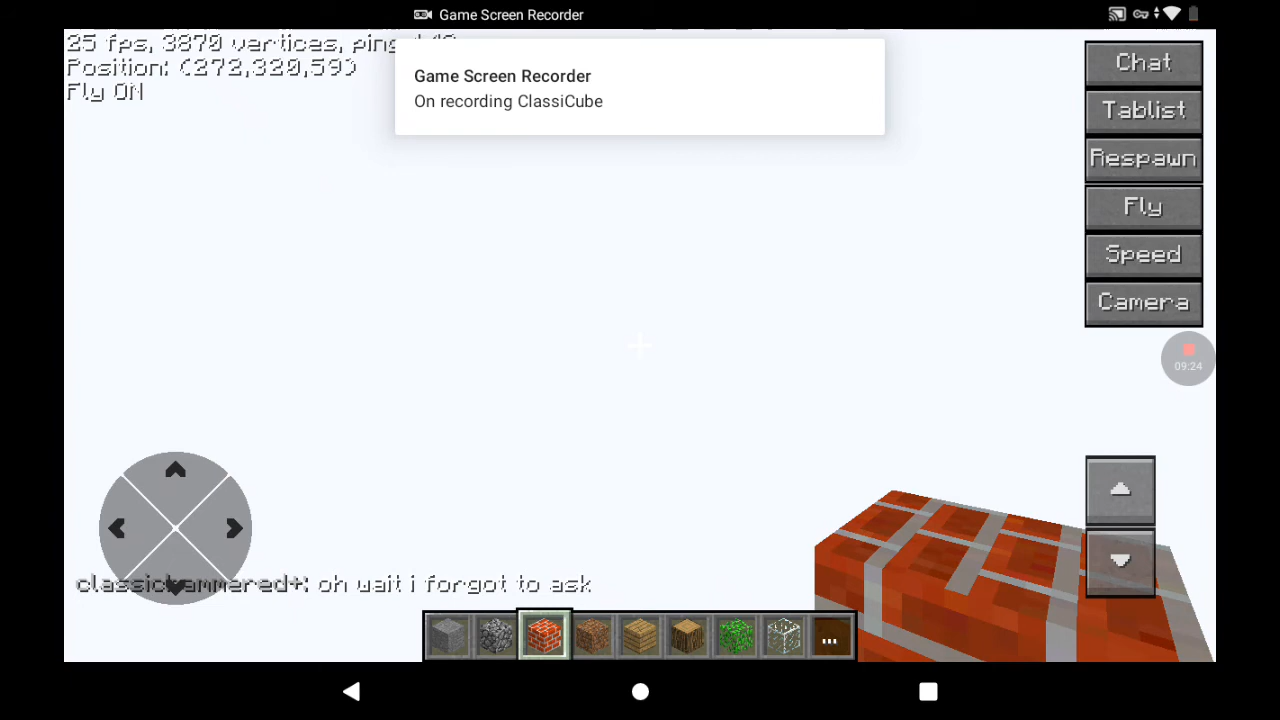 Game Screen Recorder
25 fps, 3870 vertices, ping
Position: (272,320,59)
Fly ON
Game Screen Recorder
On recording ClassiCube
Chat
Tablist
Respawn
Fly
Speed
Camera
09:24
classichammered+: oh wait i forgot to ask
...